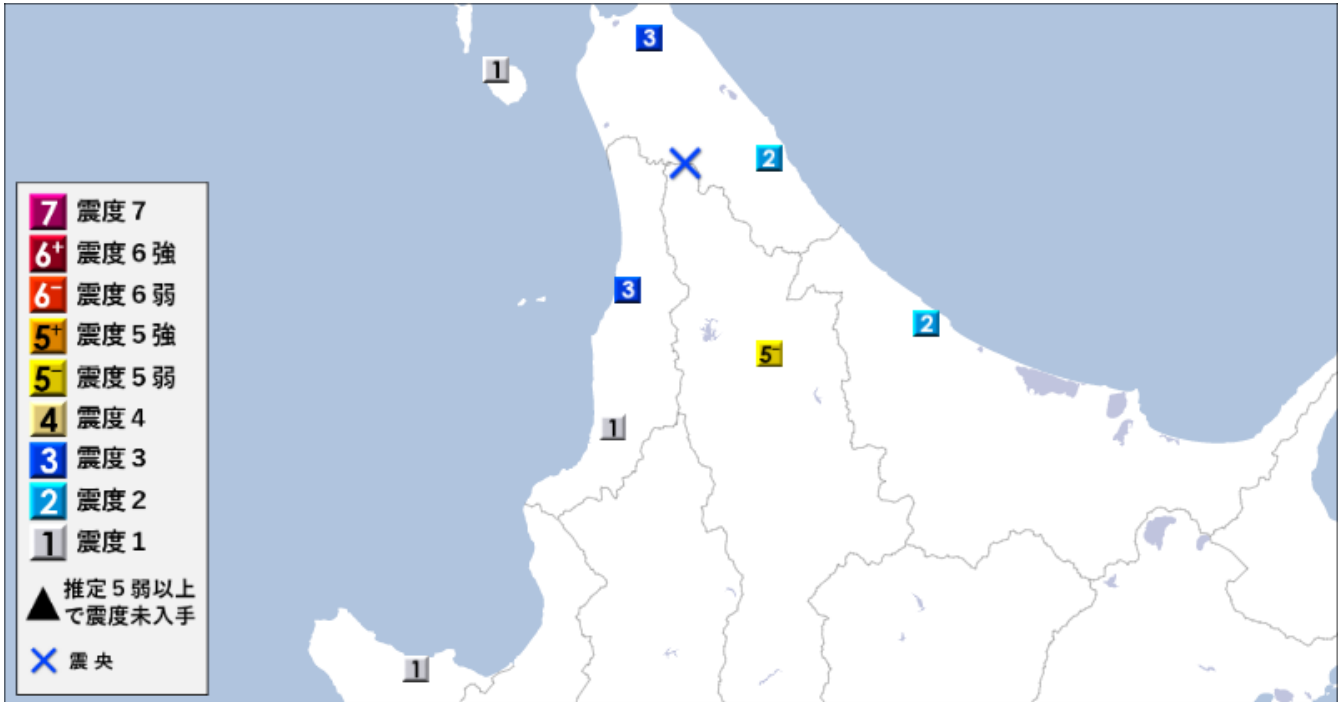 3
1
2
3
2
5-
1
1
7 震度7
6+ 震度6強
6- 震度6弱
5+ 震度5強
5- 震度5弱
4 震度4
3 震度3
2 震度2
1 震度1
推定5弱以上
で震度未入手
震央